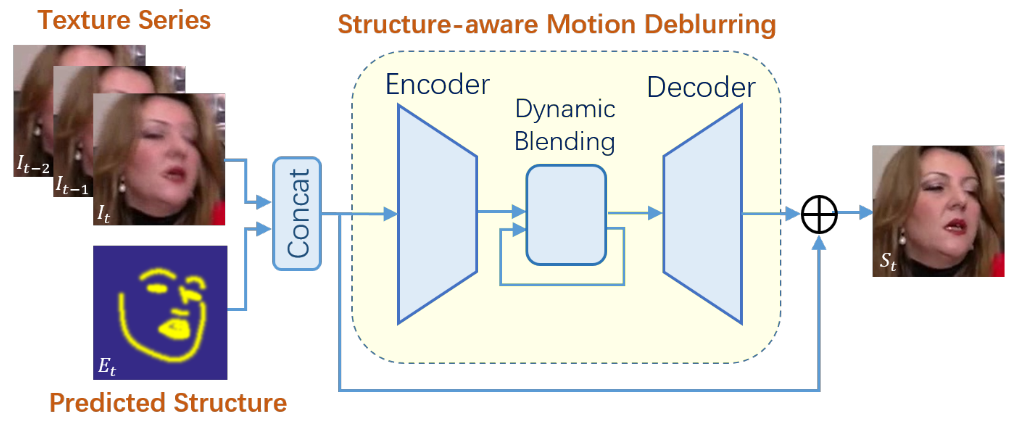 Texture Series
Structure-aware Motion Deblurring
Encoder
Decoder
Dynamic
Blending
I_{t-2}
I_{t-1}
I_t
Concat
S_t
E_t
Predicted Structure